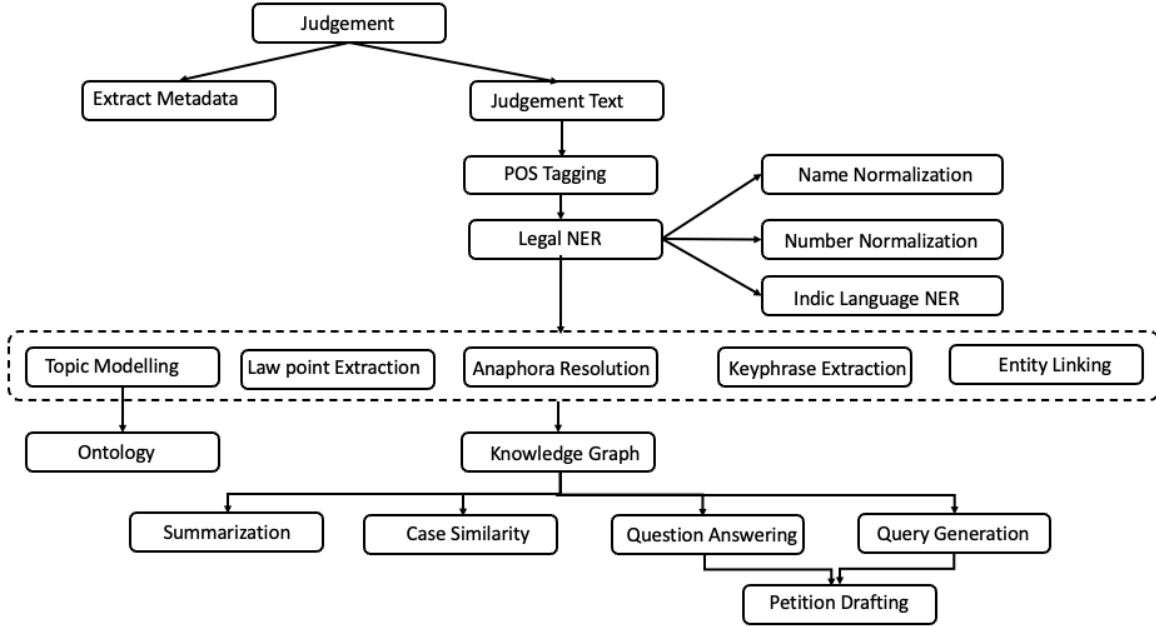 Judgement
Extract Metadata
Judgement Text
POS Tagging
Name Normalization
Legal NER
Number Normalization
Indic Language NER
Topic Modelling
Law point Extraction
Anaphora Resolution
Keyphrase Extraction
Entity Linking
Ontology
Knowledge Graph
Summarization
Case Similarity
Question Answering
Query Generation
Petition Drafting